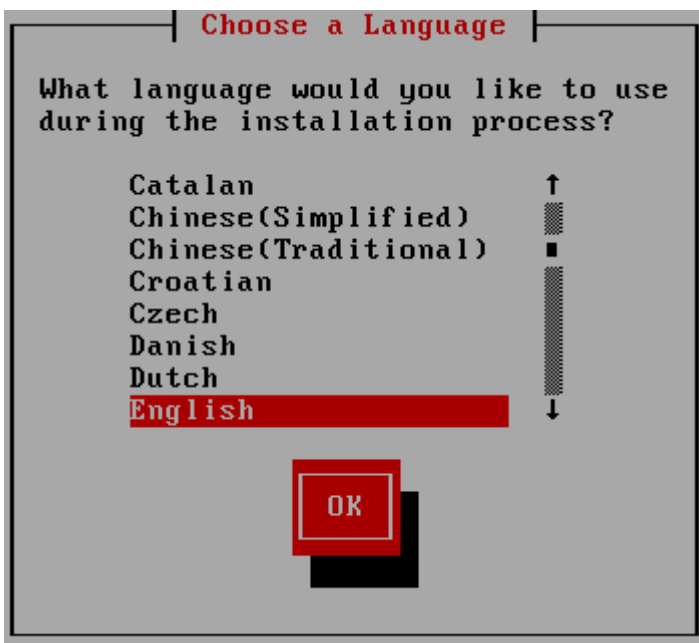 Choose a Language
What language would you like to use
during the installation process?
Catalan
Chinese(Simplified)
Chinese(Traditional)
Croatian
Czech
Danish
Dutch
English
OK